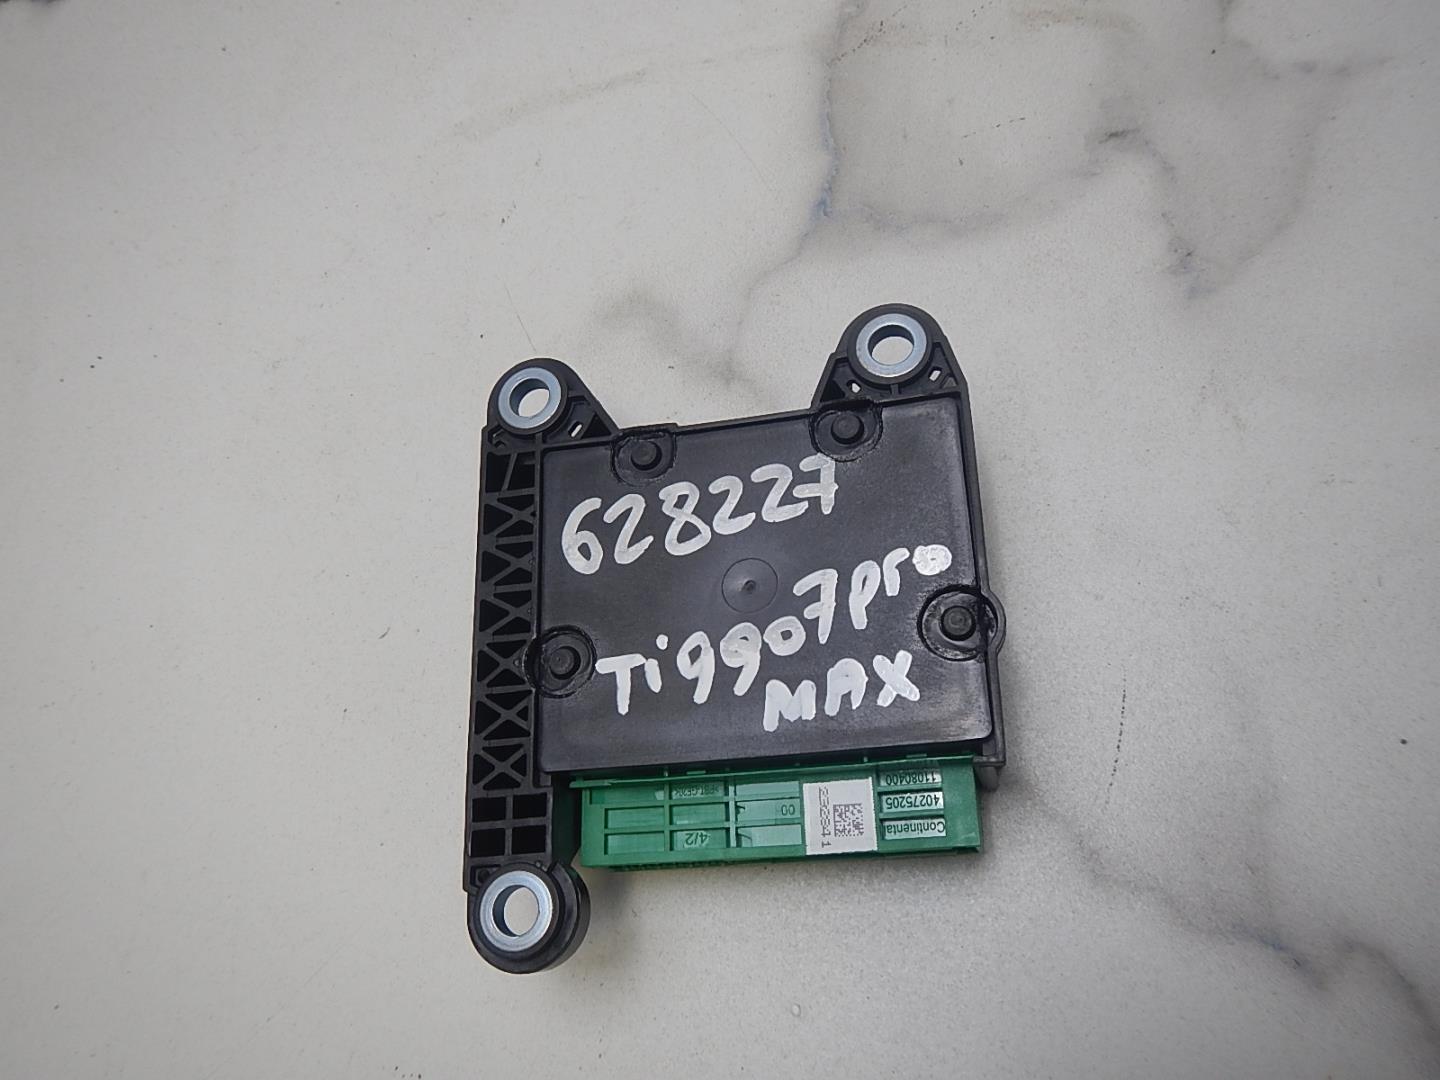 628227
Tiggo7pro
MAX
Continental
40275205
11080400
00
4/2